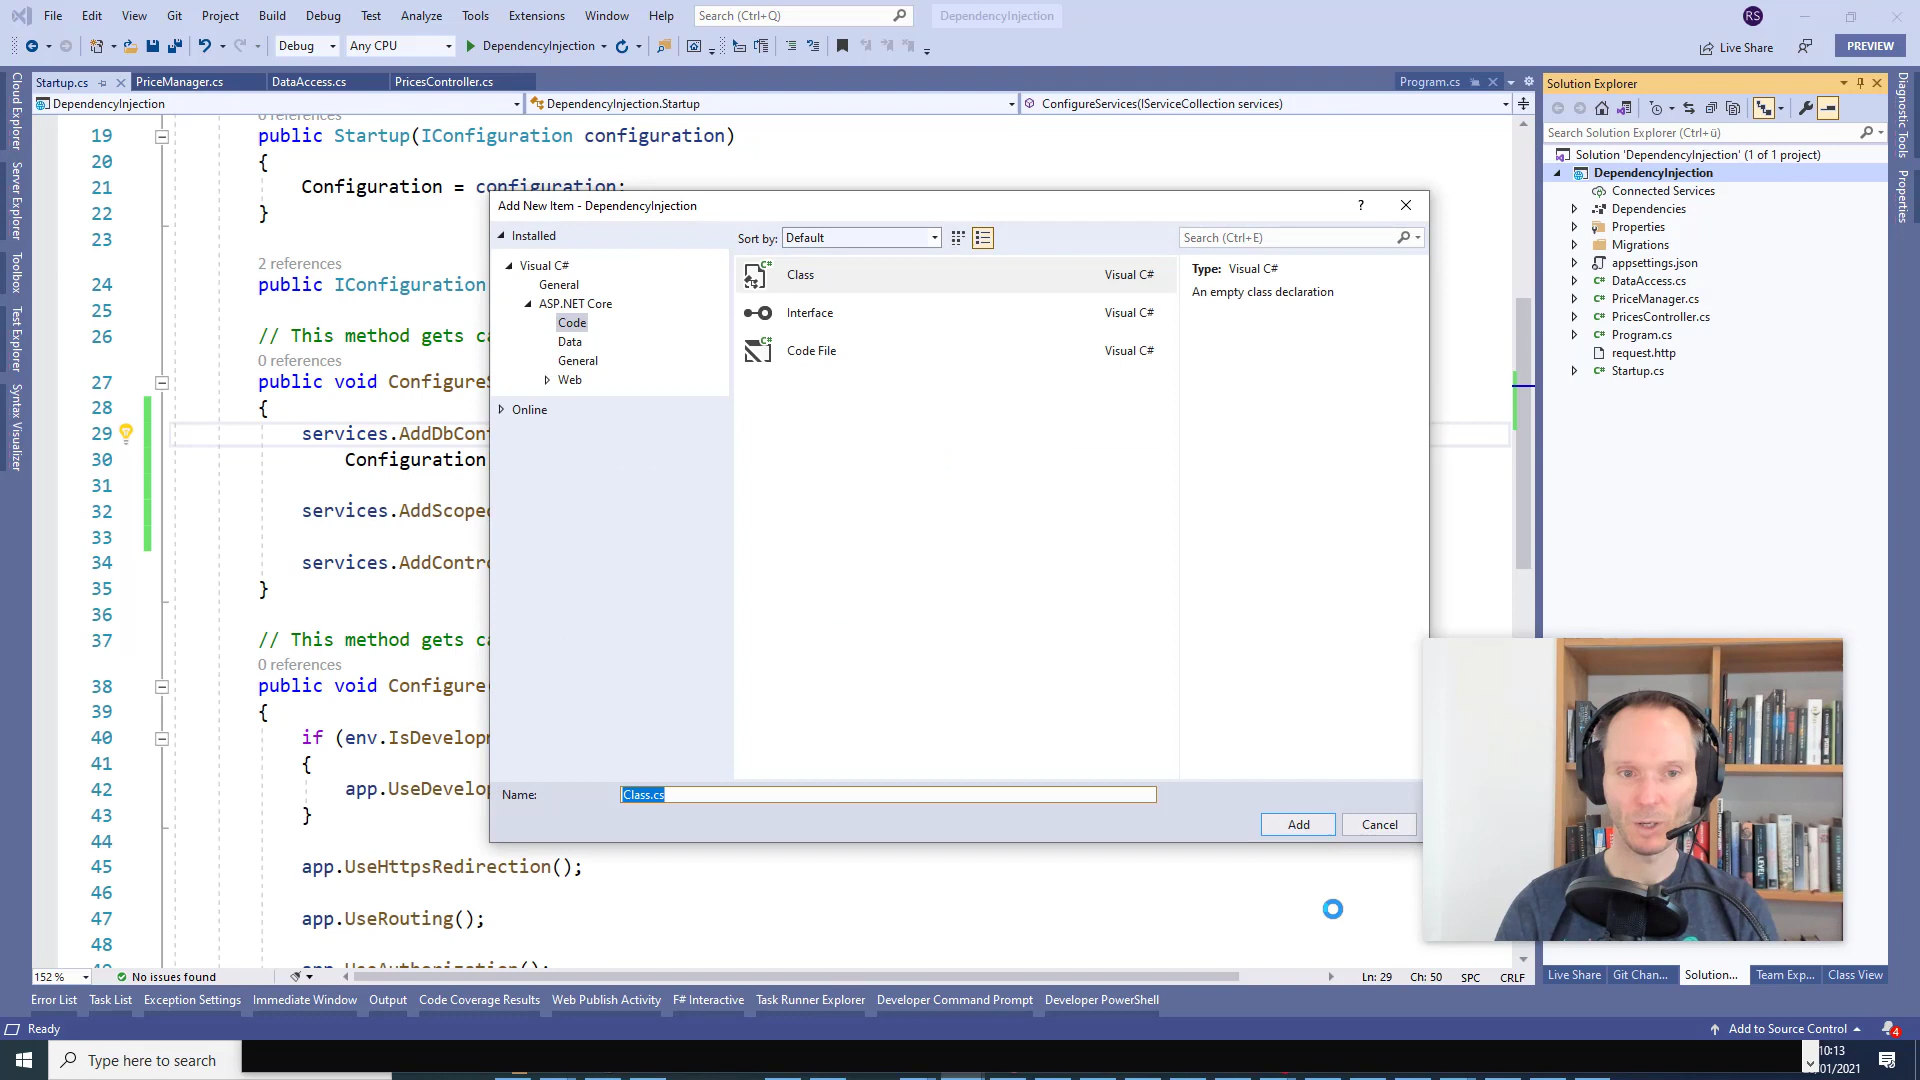 File Edit View Git Project Build Debug Test Analyze Tools Extensions Window Help Search (Ctrl+Q) DependencyInjection RS
Debug Any CPU DependencyInjection Live Share PREVIEW
Startup.cs PriceManager.cs DataAccess.cs PricesController.cs Program.cs
DependencyInjection DependencyInjection.Startup ConfigureServices(IServiceCollection services)
Cloud Explorer
Server Explorer
Toolbox
Test Explorer
Syntax Visualizer
0 references
19 public Startup(IConfiguration configuration)
20 {
21 Configuration = configuration;
22 }
23
2 references
24 public IConfiguration
25
26 // This method gets ca
0 references
27 public void ConfigureS
28 {
29 services.AddDbCont
30 Configuration
31
32 services.AddScoped
33
34 services.AddContro
35 }
36
37 // This method gets ca
0 references
38 public void Configure
39 {
40 if (env.IsDevelopm
41 {
42 app.UseDevelop
43 }
44
45 app.UseHttpsRedirection();
46
47 app.UseRouting();
48
app.UseAuthorization();
Add New Item - DependencyInjection ?
Installed
Visual C#
General
ASP.NET Core
Code
Data
General
Web
Online
Sort by: Default
Class Visual C#
Interface Visual C#
Code File Visual C#
Search (Ctrl+E)
Type: Visual C#
An empty class declaration
Name: Class.cs
Add Cancel
Solution Explorer
Search Solution Explorer (Ctrl+ü)
Solution 'DependencyInjection' (1 of 1 project)
DependencyInjection
Connected Services
Dependencies
Properties
Migrations
appsettings.json
DataAccess.cs
PriceManager.cs
PricesController.cs
Program.cs
request.http
Startup.cs
Diagnostic Tools
Properties
LEVEL
152 % No issues found Ln: 29 Ch: 50 SPC CRLF
Live Share Git Chan... Solution... Team Exp... Class View
Error List Task List Exception Settings Immediate Window Output Code Coverage Results Web Publish Activity F# Interactive Task Runner Explorer Developer Command Prompt Developer PowerShell
Ready Add to Source Control 4
Type here to search
10:13
/01/2021